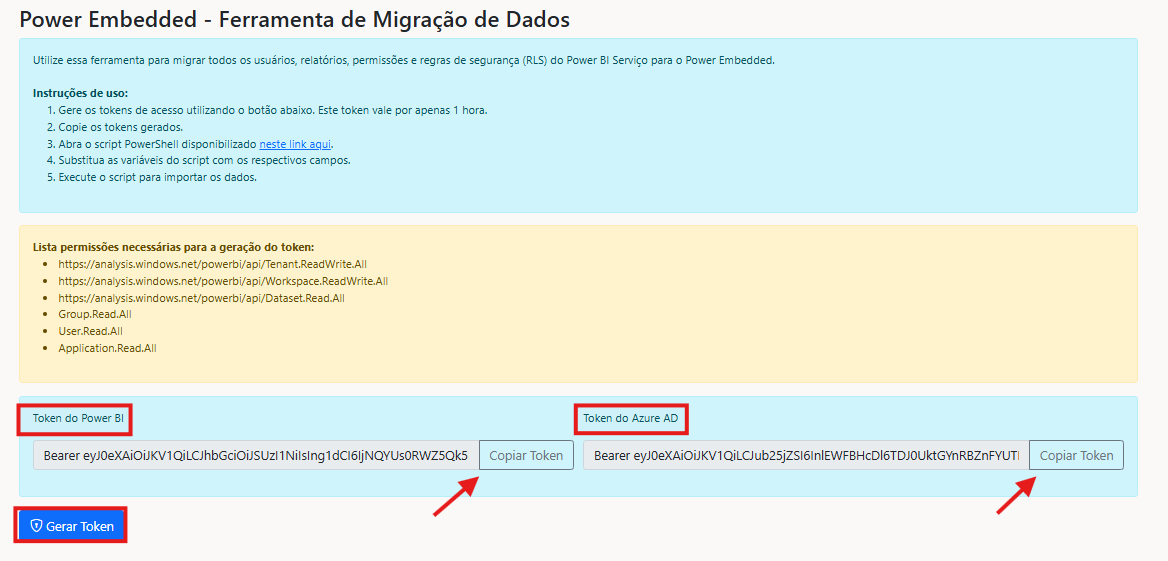 Power Embedded - Ferramenta de Migração de Dados
Utilize essa ferramenta para migrar todos os usuários, relatórios, permissões e regras de segurança (RLS) do Power BI Serviço para o Power Embedded.
Instruções de uso:
1. Gere os tokens de acesso utilizando o botão abaixo. Este token vale por apenas 1 hora.
2. Copie os tokens gerados.
3. Abra o script PowerShell disponibilizado neste link aqui.
4. Substitua as variáveis do script com os respectivos campos.
5. Execute o script para importar os dados.
Lista permissões necessárias para a geração do token:
• https://analysis.windows.net/powerbi/api/Tenant.ReadWrite.All
• https://analysis.windows.net/powerbi/api/Workspace.ReadWrite.All
• https://analysis.windows.net/powerbi/api/Dataset.Read.All
• Group.Read.All
• User.Read.All
• Application.Read.All
Token do Power BI
Token do Azure AD
Bearer eyJ0eXAiOiJKV1QiLCJhbGciOiJSUzI1NiIsIng1dCI6IjNQYUs0RWZ5Qk5 Copiar Token
Bearer eyJ0eXAiOiJKV1QiLCJub25jZSI6InlEWFBHcDl6TDJ0UktGYnRBZnFYUTI Copiar Token
Gerar Token